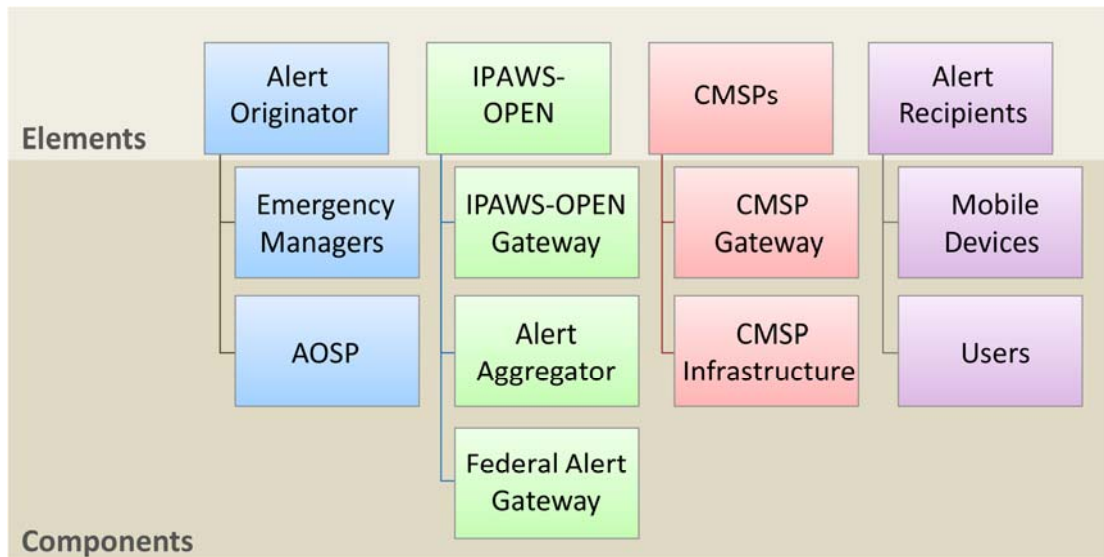 Alert
Originator
IPAWS-
OPEN
CMSPs
Alert
Recipients
Elements
Emergency
Managers
IPAWS-OPEN
Gateway
CMSP
Gateway
Mobile
Devices
AOSP
Alert
Aggregator
CMSP
Infrastructure
Users
Federal Alert
Gateway
Components